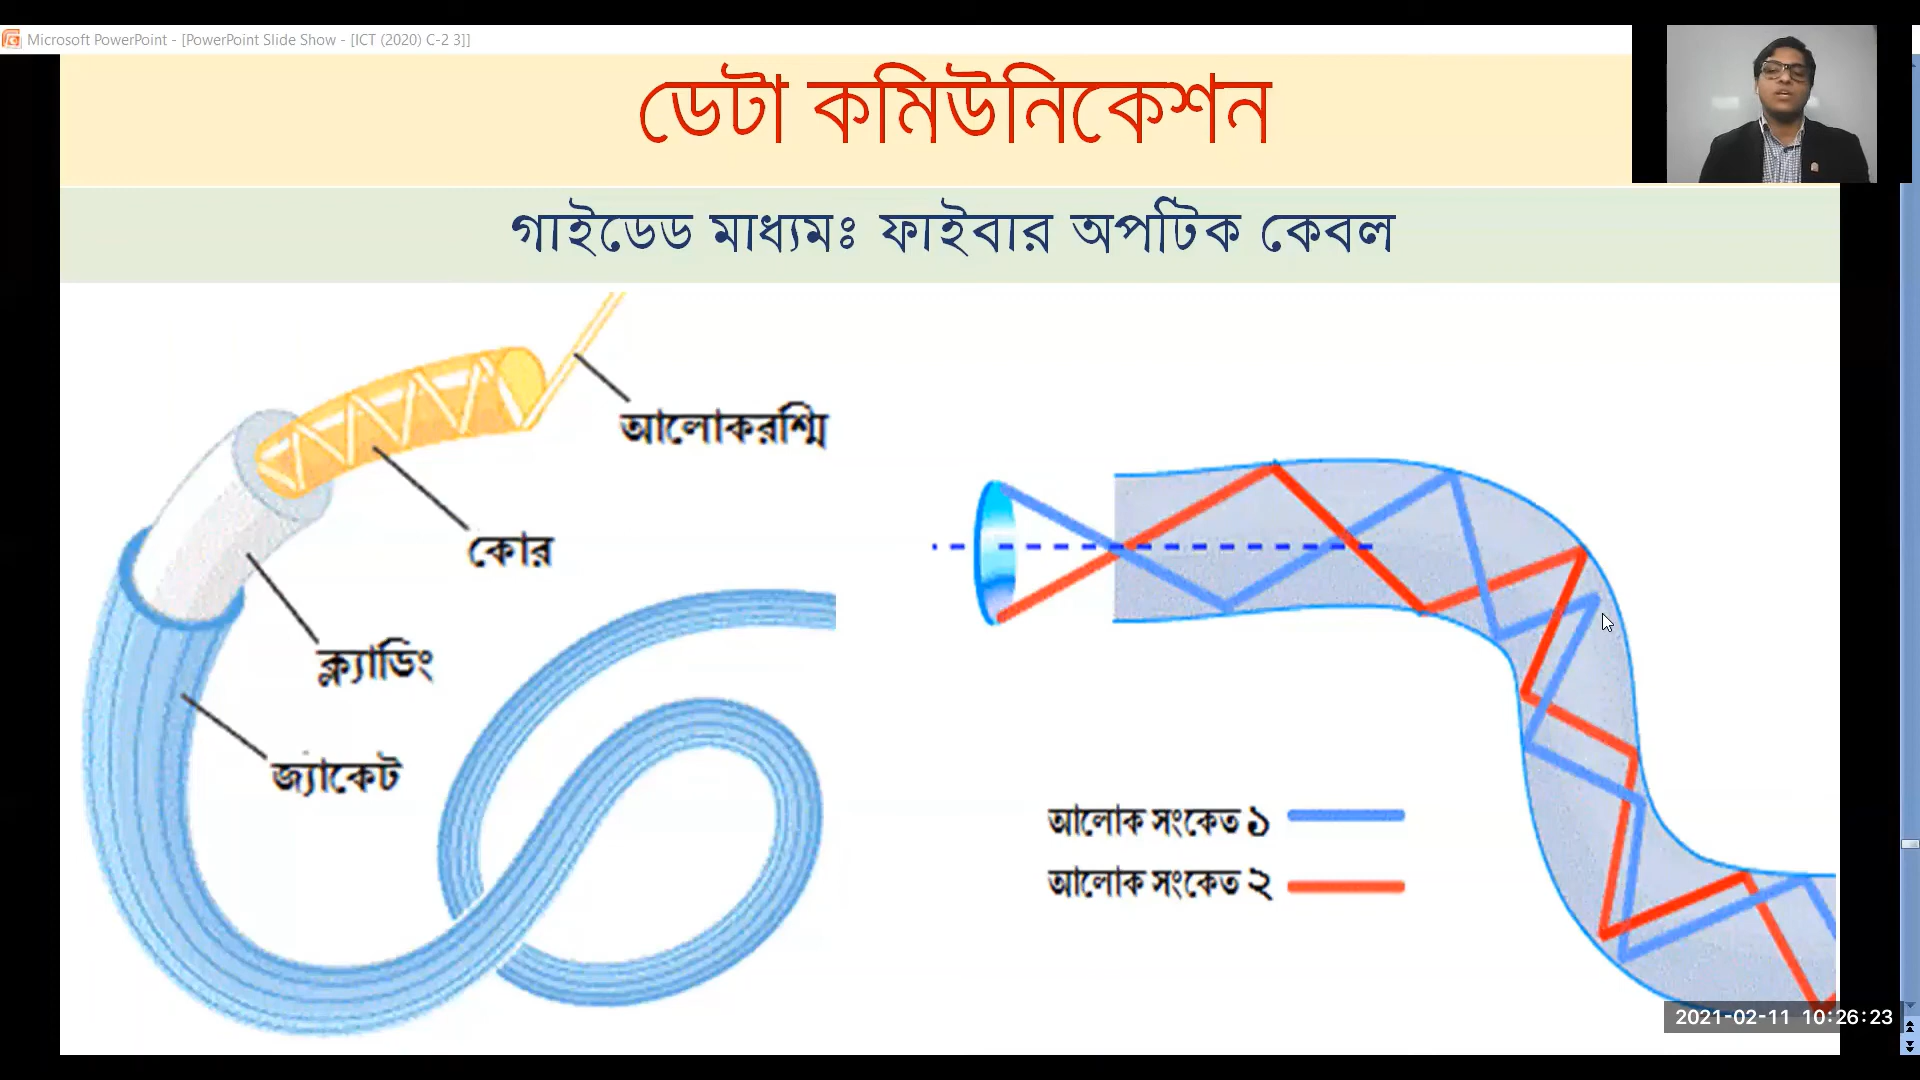 Microsoft PowerPoint - [PowerPoint Slide Show - [ICT (2020) C-2 3]]
ডেটা কমিউনিকেশন
গাইডেড মাধ্যমঃ ফাইবার অপটিক কেবল
আলোকরশ্মি
কোর
ক্ল্যাডিং
জ্যাকেট
আলোক সংকেত ১
আলোক সংকেত ২
2021-02-11 10:26:23